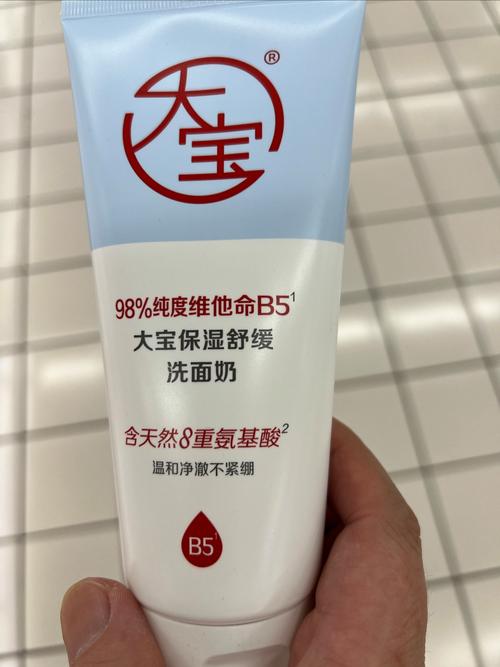 大宝®
98%纯度维他命B5¹
大宝保湿舒缓
洗面奶
含天然8重氨基酸²
温和净澈不紧绷
B5¹